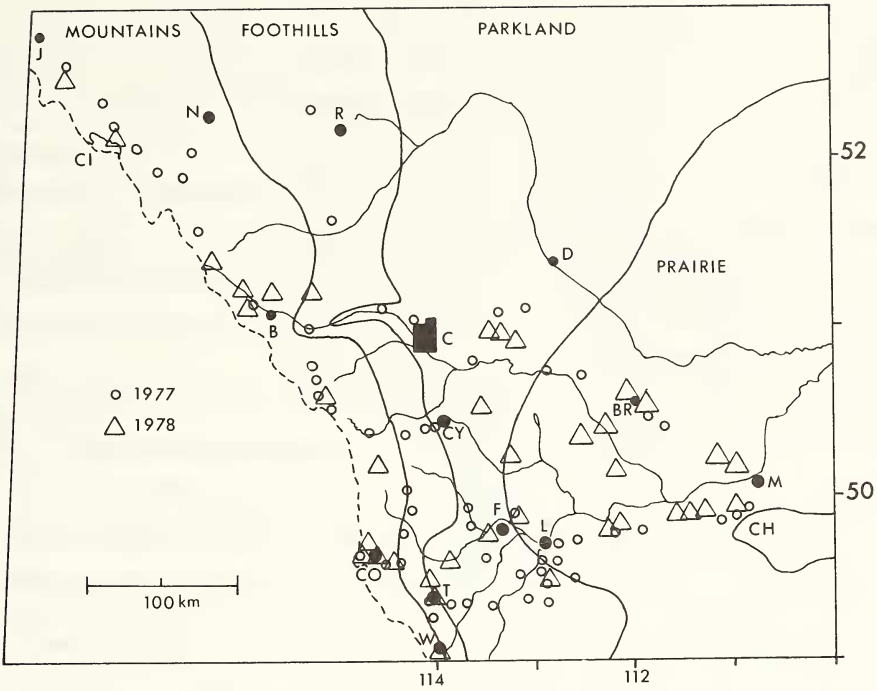 MOUNTAINS FOOTHILLS PARKLAND
J
N
R
52
CI
D
PRAIRIE
B
C
1977
1978
BR
CY
M
50
F
L
CH
CO
100 km
T
W
114
112